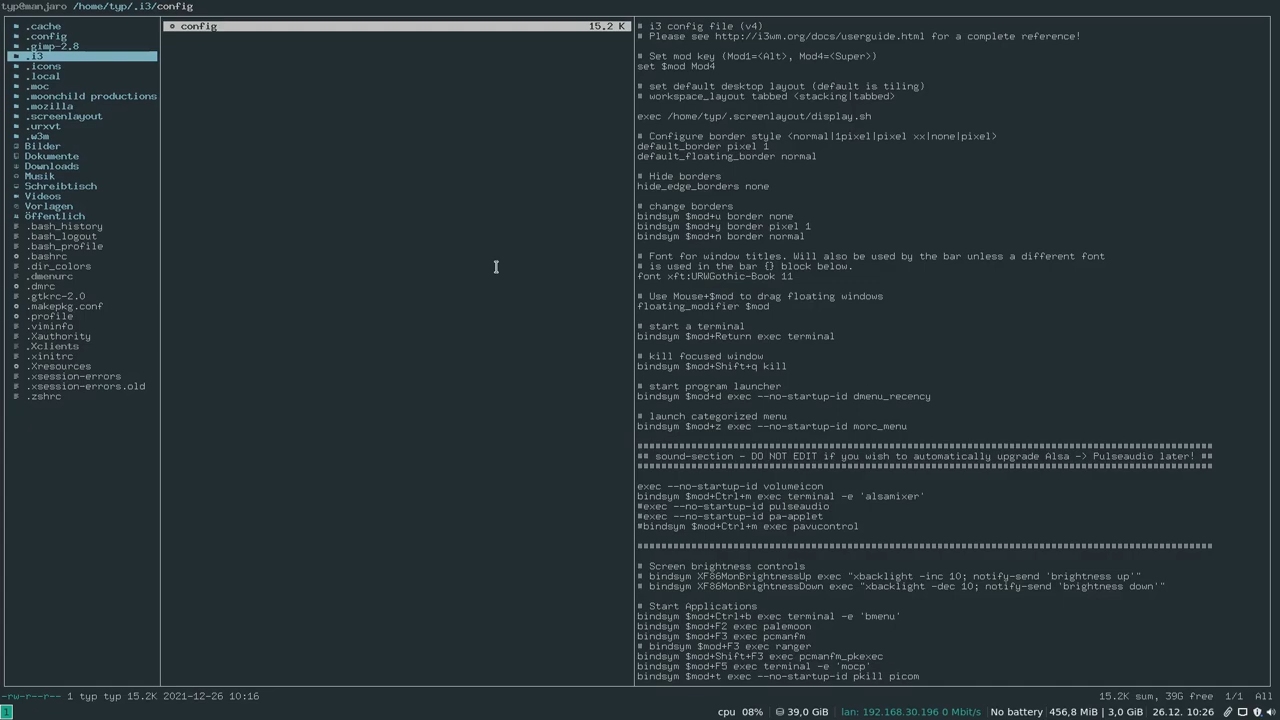 typ@manjaro /home/typ/.i3/config
.cache
.config
.gimp-2.8
.i3
.icons
.local
.moc
.moonchild productions
.mozilla
.screenlayout
.urxvt
.w3m
Bilder
Dokumente
Downloads
Musik
Schreibtisch
Videos
Vorlagen
Öffentlich
.bash_history
.bash_logout
.bash_profile
.bashrc
.dir_colors
.dmenurc
.dmrc
.gtkrc-2.0
.makepkg.conf
.profile
.viminfo
.Xauthority
.Xclients
.xinitrc
.Xresources
.xsession-errors
.xsession-errors.old
.zshrc
config 15.2 K
# i3 config file (v4)
# Please see http://i3wm.org/docs/userguide.html for a complete reference!
# Set mod key (Mod1=<Alt>, Mod4=<Super>)
set $mod Mod4
# set default desktop layout (default is tiling)
# workspace_layout tabbed <stacking|tabbed>
exec /home/typ/.screenlayout/display.sh
# Configure border style <normal|1pixel|pixel xx|none|pixel>
default_border pixel 1
default_floating_border normal
# Hide borders
hide_edge_borders none
# change borders
bindsym $mod+u border none
bindsym $mod+y border pixel 1
bindsym $mod+n border normal
# Font for window titles. Will also be used by the bar unless a different font
# is used in the bar {} block below.
font xft:URWGothic-Book 11
# Use Mouse+$mod to drag floating windows
floating_modifier $mod
# start a terminal
bindsym $mod+Return exec terminal
# kill focused window
bindsym $mod+Shift+q kill
# start program launcher
bindsym $mod+d exec --no-startup-id dmenu_recency
# launch categorized menu
bindsym $mod+z exec --no-startup-id morc_menu
################################################################################################
## sound-section - DO NOT EDIT if you wish to automatically upgrade Alsa -> Pulseaudio later! ##
################################################################################################
exec --no-startup-id volumeicon
bindsym $mod+Ctrl+m exec terminal -e 'alsamixer'
#exec --no-startup-id pulseaudio
#exec --no-startup-id pa-applet
#bindsym $mod+Ctrl+m exec pavucontrol
################################################################################################
# Screen brightness controls
# bindsym XF86MonBrightnessUp exec "xbacklight -inc 10; notify-send 'brightness up'"
# bindsym XF86MonBrightnessDown exec "xbacklight -dec 10; notify-send 'brightness down'"
# Start Applications
bindsym $mod+Ctrl+b exec terminal -e 'bmenu'
bindsym $mod+F2 exec palemoon
bindsym $mod+F3 exec pcmanfm
# bindsym $mod+F3 exec ranger
bindsym $mod+Shift+F3 exec pcmanfm_pkexec
bindsym $mod+F5 exec terminal -e 'mocp'
bindsym $mod+t exec --no-startup-id pkill picom
-rw-r--r-- 1 typ typ 15.2K 2021-12-26 10:16 15.2K sum, 39G free 1/1 All
1 cpu 08% 39,0 GiB lan: 192.168.30.196 0 Mbit/s No battery 456,8 MiB | 3,0 GiB 26.12. 10:26